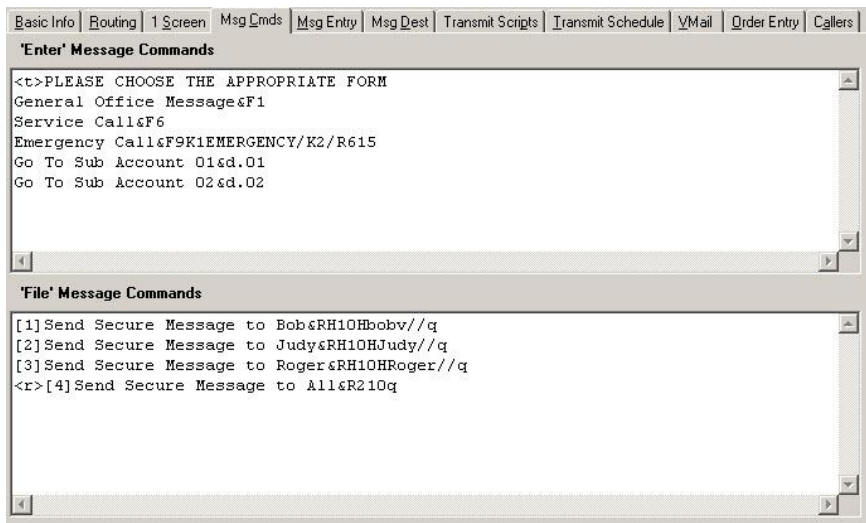 Basic Info Routing 1 Screen Msg Cmds Msg Entry Msg Dest Transmit Scripts Transmit Schedule VMail Order Entry Callers
'Enter' Message Commands
<t>PLEASE CHOOSE THE APPROPRIATE FORM
General Office Message&F1
Service Call&F6
Emergency Call&F9K1EMERGENCY/K2/R615
Go To Sub Account 01&d.01
Go To Sub Account 02&d.02
'File' Message Commands
[1]Send Secure Message to Bob&RH10Hbobv//q
[2]Send Secure Message to Judy&RH10HJudy//q
[3]Send Secure Message to Roger&RH10HRoger//q
<r>[4]Send Secure Message to All&R210q